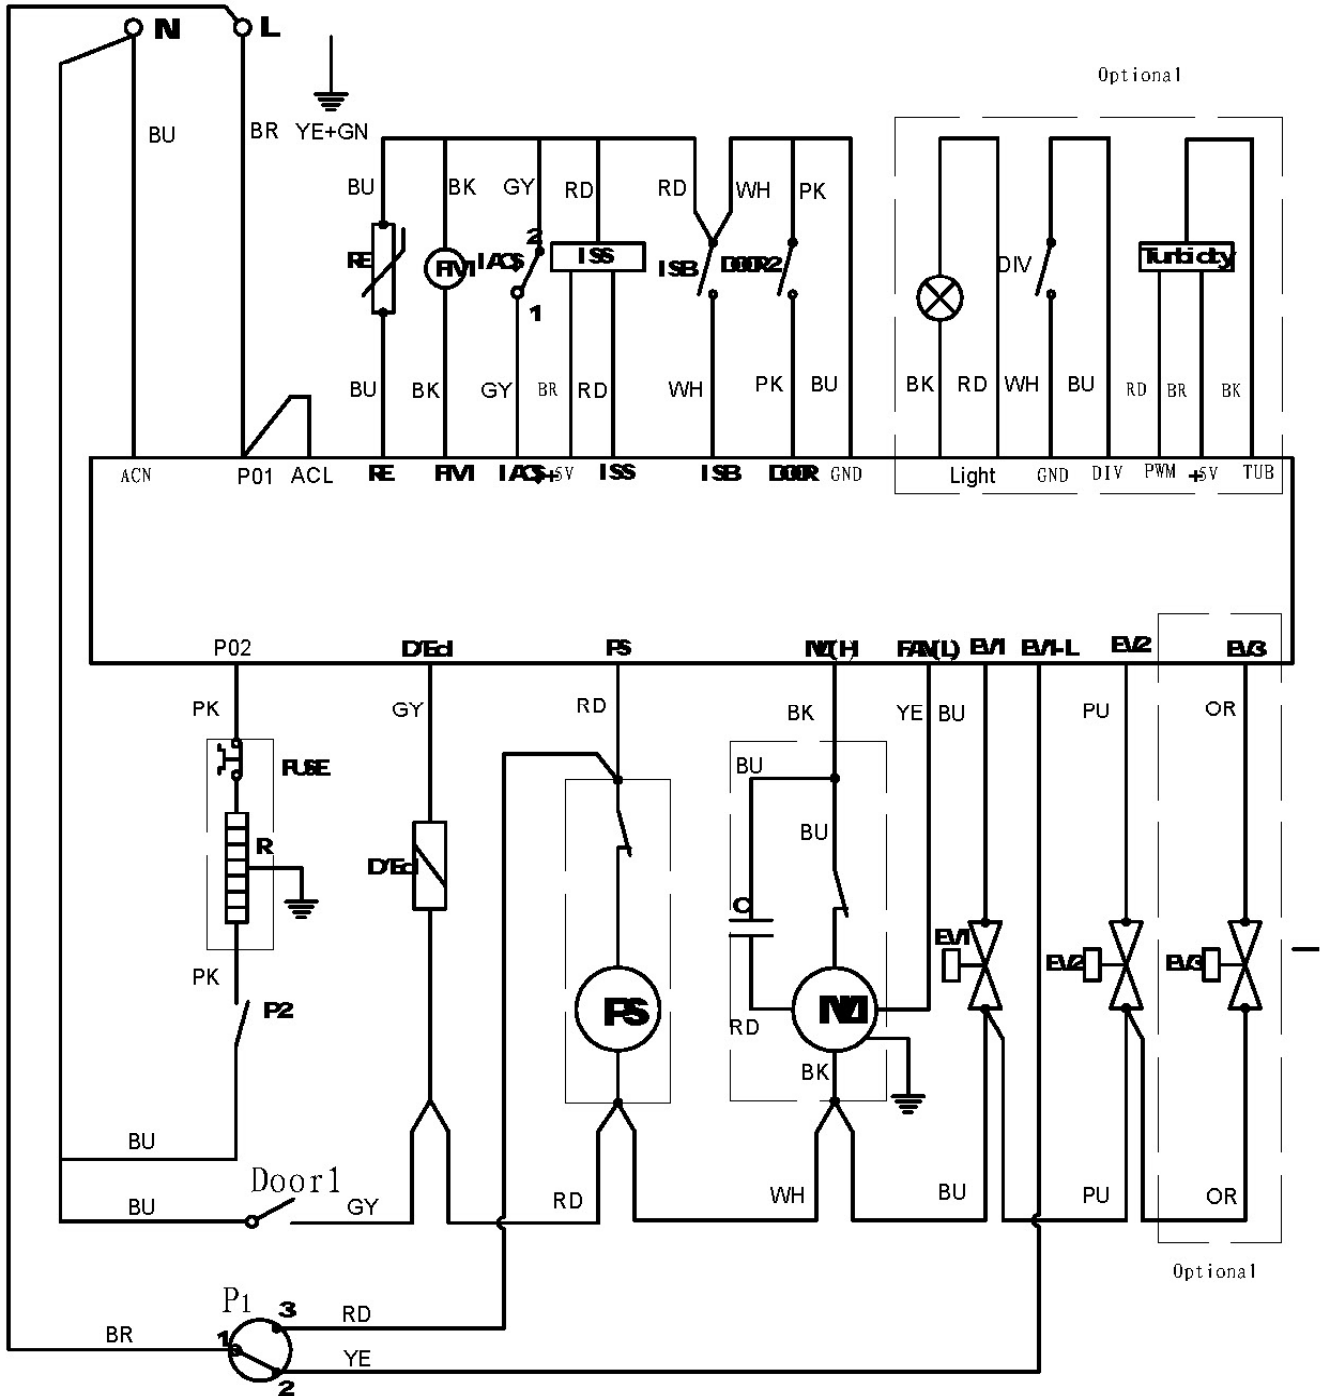 N L
Optional
BU BR YE+GN
BU BK GY RD RD WH PK
2
RE FM IAQS ISS ISB DOOR2 DIV Turbidity
1
BU BK GY BR RD WH PK BU BK RD WH BU RD BR BK
ACN P01 ACL RE FM IAQS +5V ISS ISB DOOR GND Light GND DIV PWM +5V TUB
P02 D'Ecl PS M(H) FAN(L) EV1 EV1-L EV2 EV3
PK GY RD BK YE BU PU OR
FUSE BU
BU
R
D'Ecl
C
EV1 EV2 EV3
PK
P2 PS
RD
BK
BU
Door1
BU GY RD WH BU PU OR
Optional
P1
3 RD
BR 1
YE
2